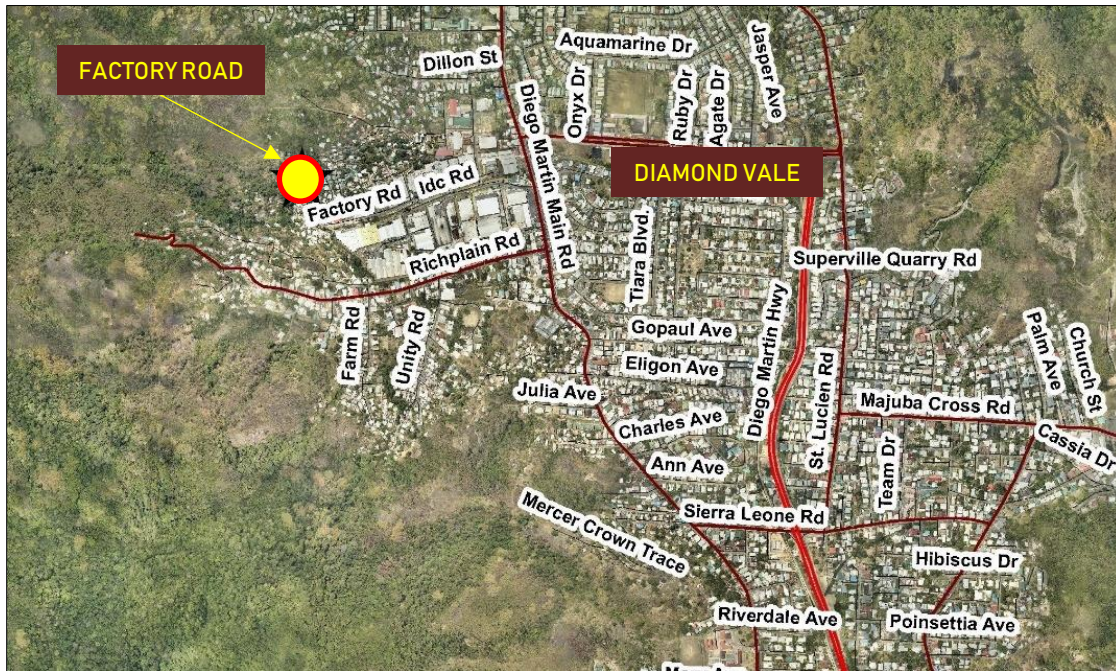 Aquamarine Dr
Dillon St
FACTORY ROAD
Jasper Ave
Onyx Dr
Ruby Dr
Agate Dr
Diego Martin Main Rd
DIAMOND VALE
Factory Rd
Idc Rd
Richplain Rd
Tiara Blvd.
Superville Quarry Rd
Farm Rd
Unity Rd
Gopaul Ave
Eligon Ave
Diego Martin Hwy
St. Lucien Rd
Julia Ave
Charles Ave
Ann Ave
Majuba Cross Rd
Palm Ave
Church St
Cassia Dr
Team Dr
Sierra Leone Rd
Mercer Crown Trace
Hibiscus Dr
Riverdale Ave
Poinsettia Ave